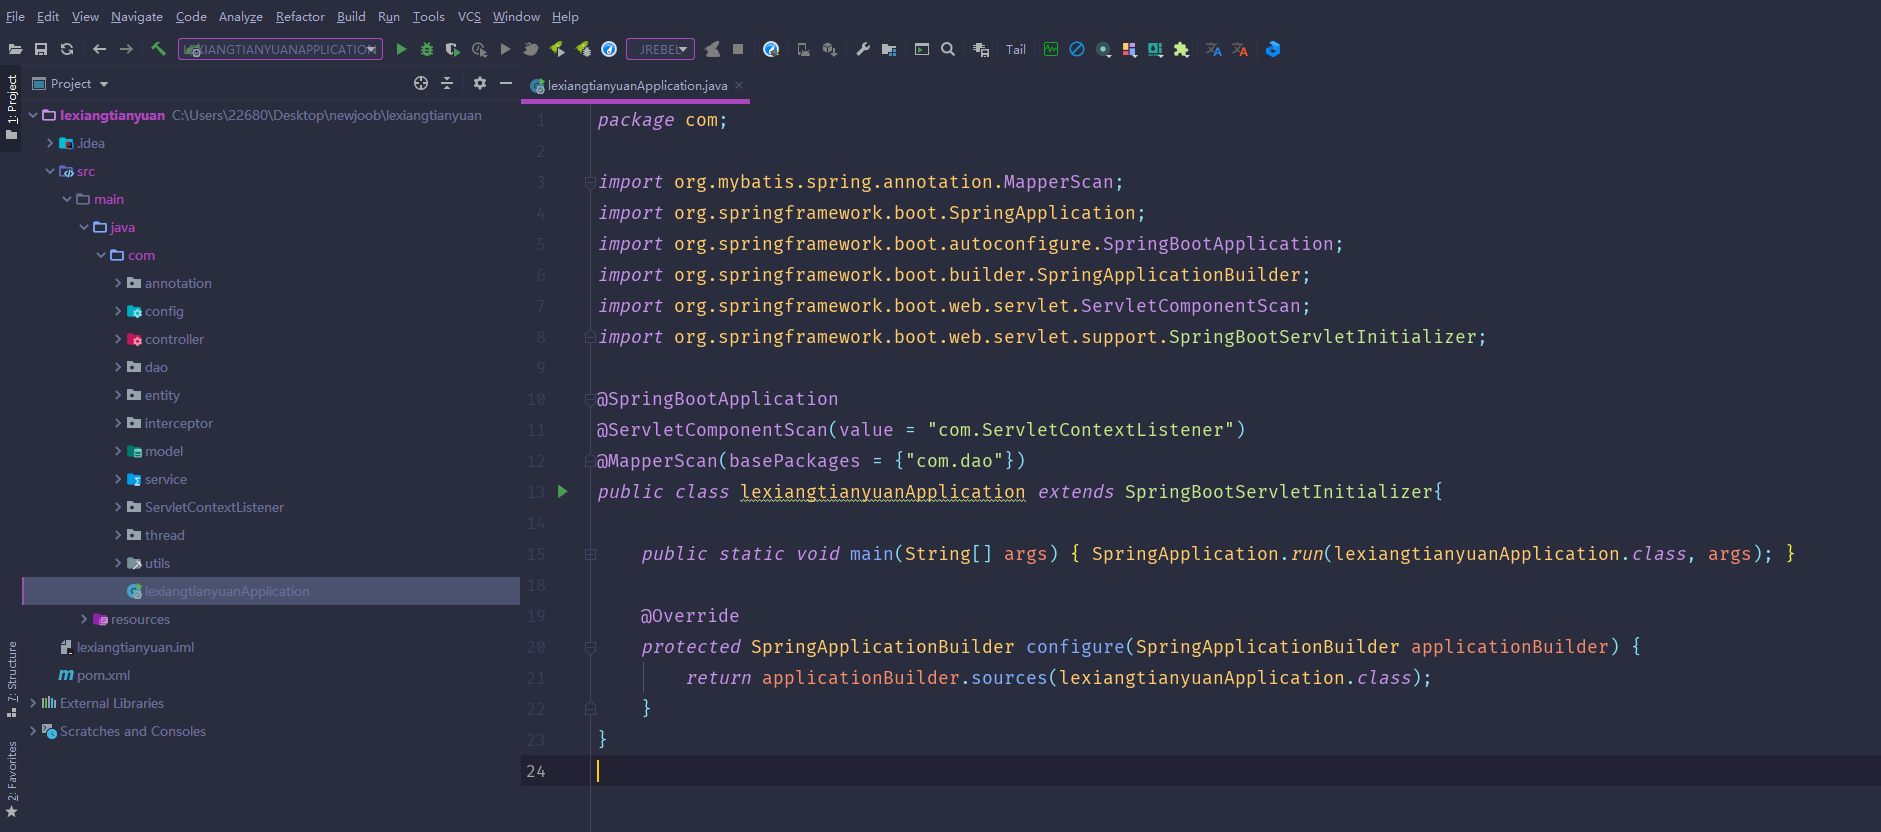 File Edit View Navigate Code Analyze Refactor Build Run Tools VCS Window Help
LEXIANGTIANYUANAPPLICATION JREBEL Tail
1: Project
Project
lexiangtianyuan C:\Users\22680\Desktop\newjoob\lexiangtianyuan
.idea
src
main
java
com
annotation
config
controller
dao
entity
interceptor
model
service
ServletContextListener
thread
utils
lexiangtianyuanApplication
resources
lexiangtianyuan.iml
pom.xml
External Libraries
Scratches and Consoles
7: Structure
2: Favorites
lexiangtianyuanApplication.java
1 package com;
2
3 import org.mybatis.spring.annotation.MapperScan;
4 import org.springframework.boot.SpringApplication;
5 import org.springframework.boot.autoconfigure.SpringBootApplication;
6 import org.springframework.boot.builder.SpringApplicationBuilder;
7 import org.springframework.boot.web.servlet.ServletComponentScan;
8 import org.springframework.boot.web.servlet.support.SpringBootServletInitializer;
9
10 @SpringBootApplication
11 @ServletComponentScan(value = "com.ServletContextListener")
12 @MapperScan(basePackages = {"com.dao"})
13 public class lexiangtianyuanApplication extends SpringBootServletInitializer{
14
15 public static void main(String[] args) { SpringApplication.run(lexiangtianyuanApplication.class, args); }
18
19 @Override
20 protected SpringApplicationBuilder configure(SpringApplicationBuilder applicationBuilder) {
21 return applicationBuilder.sources(lexiangtianyuanApplication.class);
22 }
23 }
24